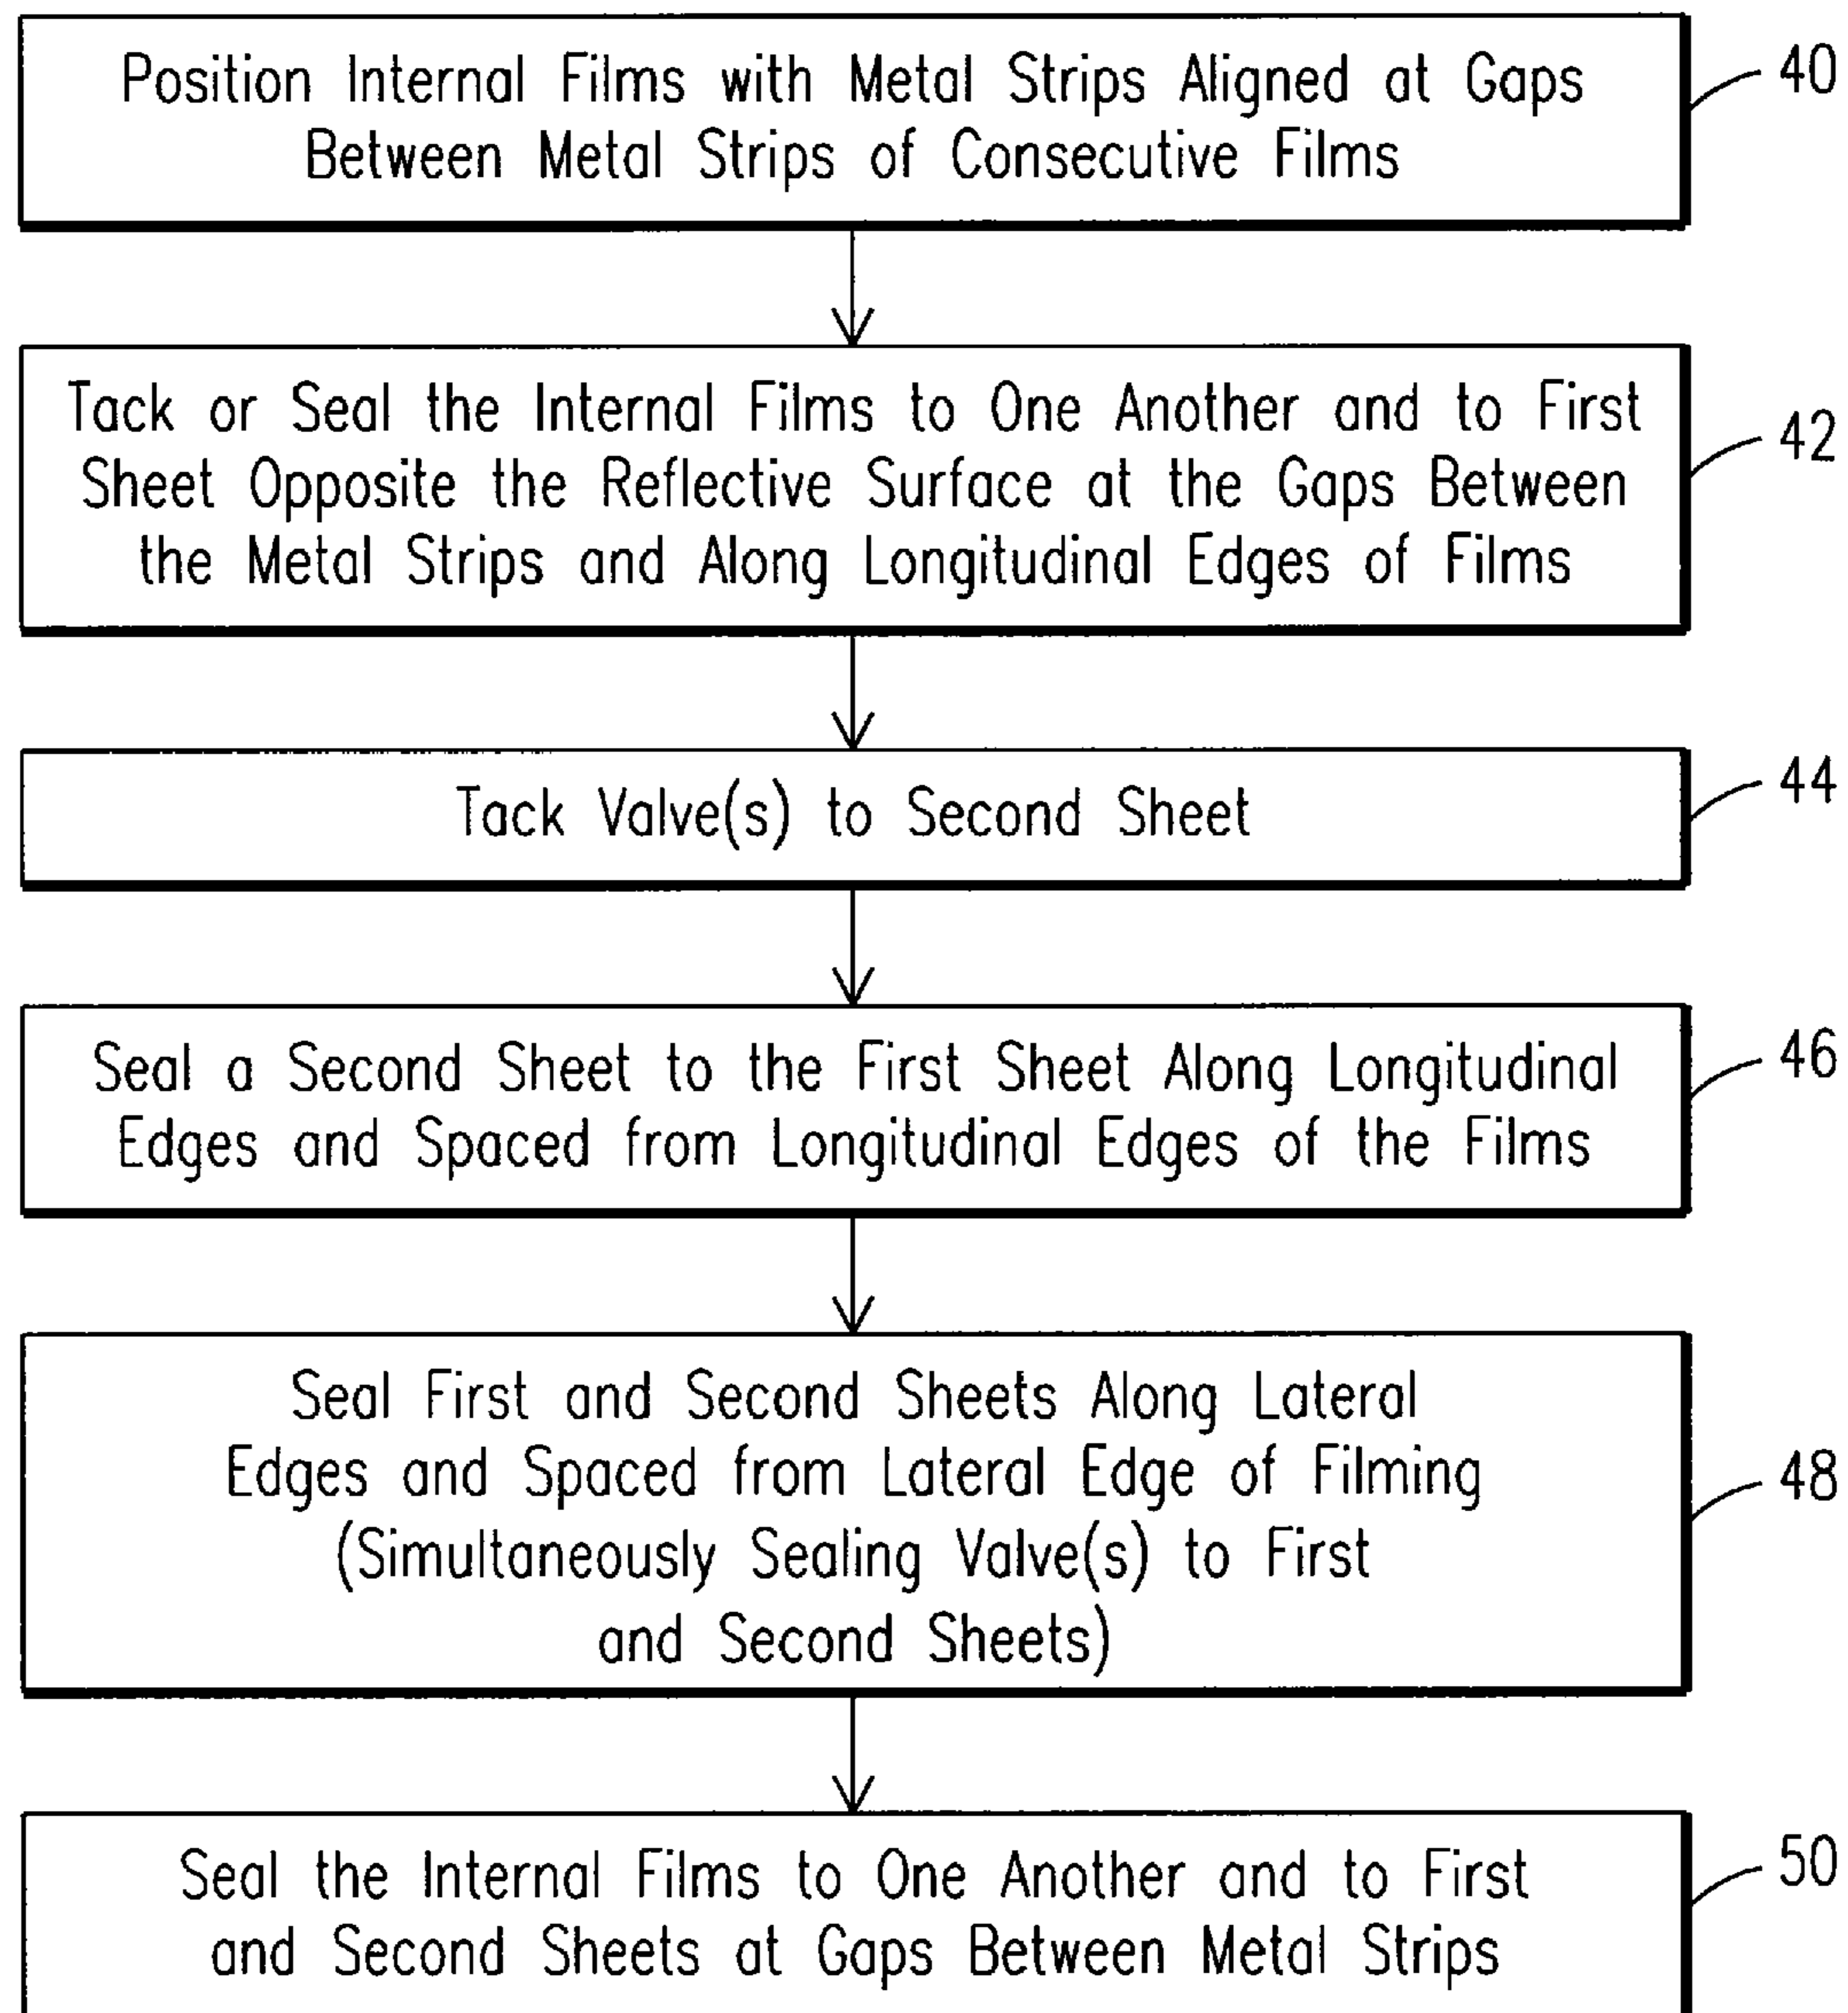 Position Internal Films with Metal Strips Aligned at Gaps
Between Metal Strips of Consecutive Films
40
Tack or Seal the Internal Films to One Another and to First
Sheet Opposite the Reflective Surface at the Gaps Between
the Metal Strips and Along Longitudinal Edges of Films
42
Tack Valve(s) to Second Sheet
44
Seal a Second Sheet to the First Sheet Along Longitudinal
Edges and Spaced from Longitudinal Edges of the Films
46
Seal First and Second Sheets Along Lateral
Edges and Spaced from Lateral Edge of Filming
(Simultaneously Sealing Valve(s) to First
and Second Sheets)
48
Seal the Internal Films to One Another and to First
and Second Sheets at Gaps Between Metal Strips
50